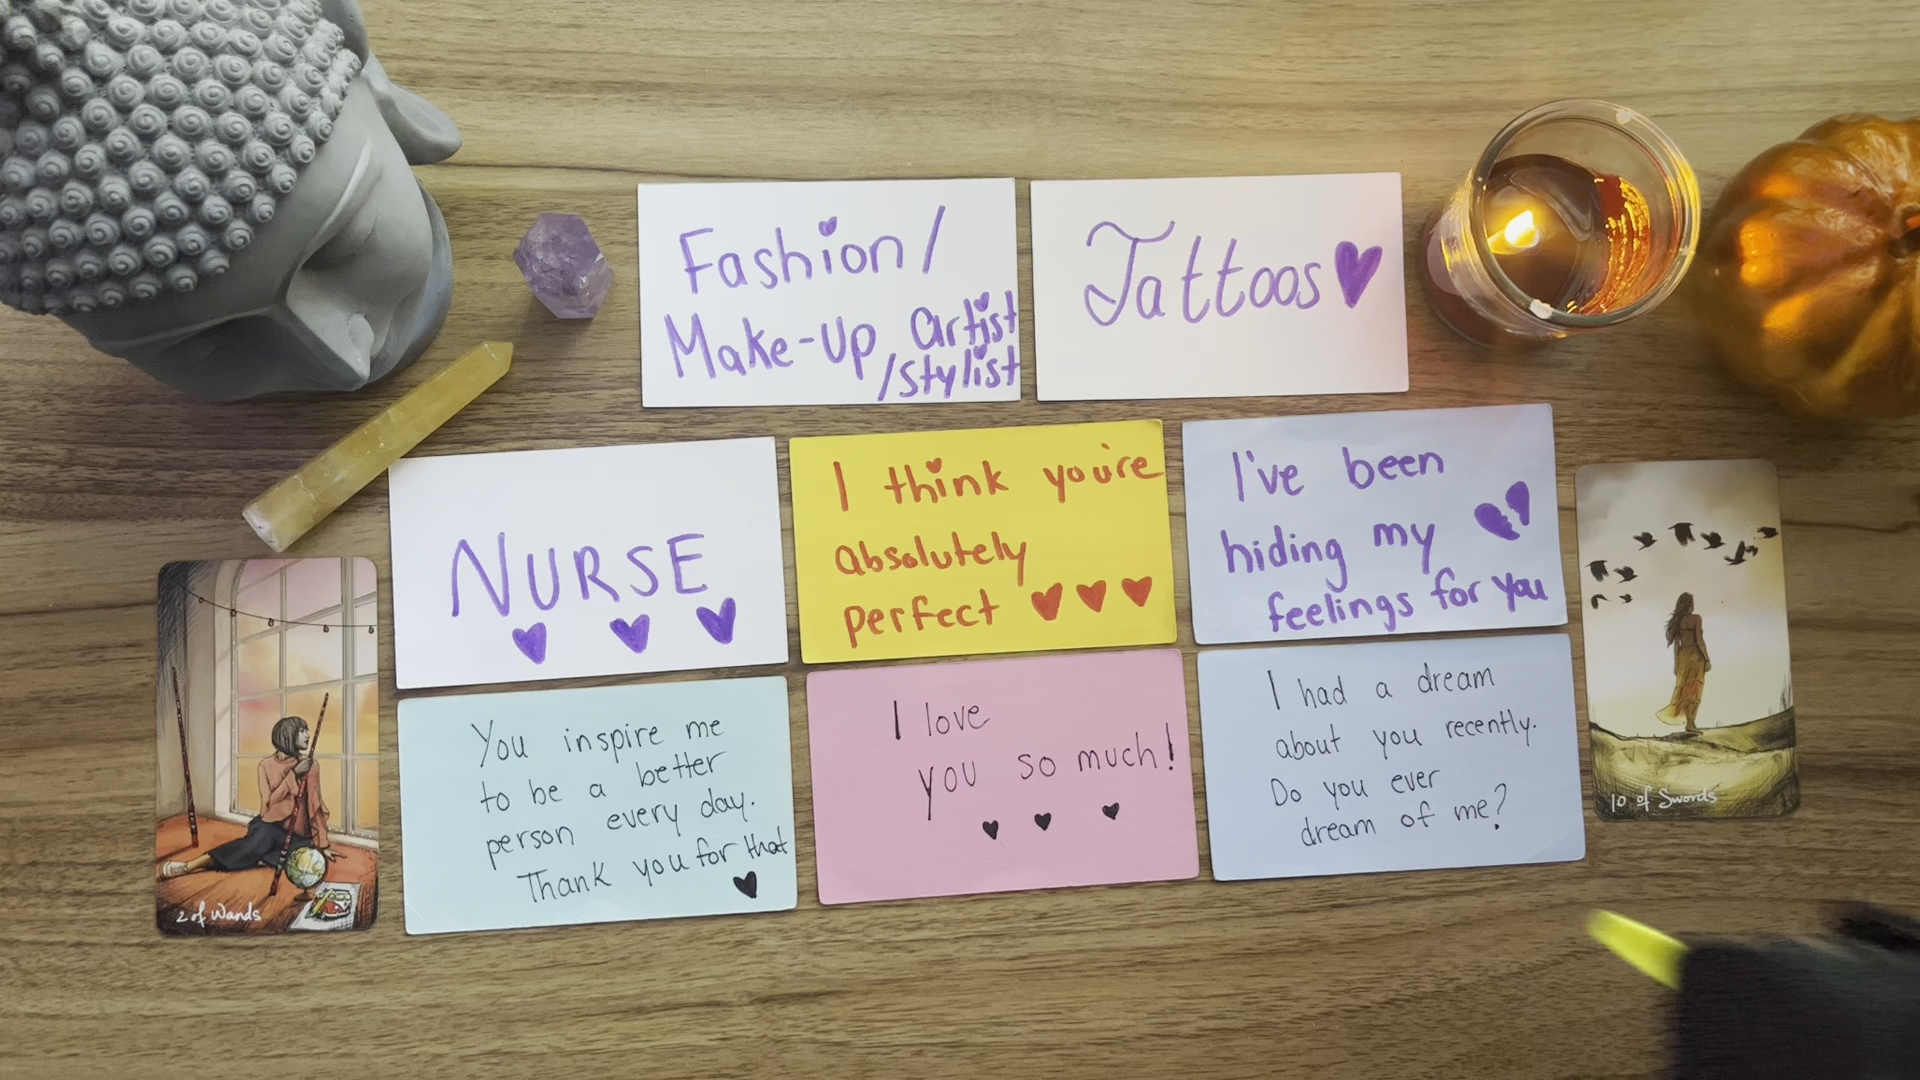 Fashion/
Make-Up Artist
/Stylist
Tattoos
NURSE
I think you're
absolutely
perfect
I've been
hiding my
feelings for you
You inspire me
to be a better
person every day.
Thank you for that
I love
you so much!
I had a dream
about you recently.
Do you ever
dream of me?
2 of Wands
10 of Swords